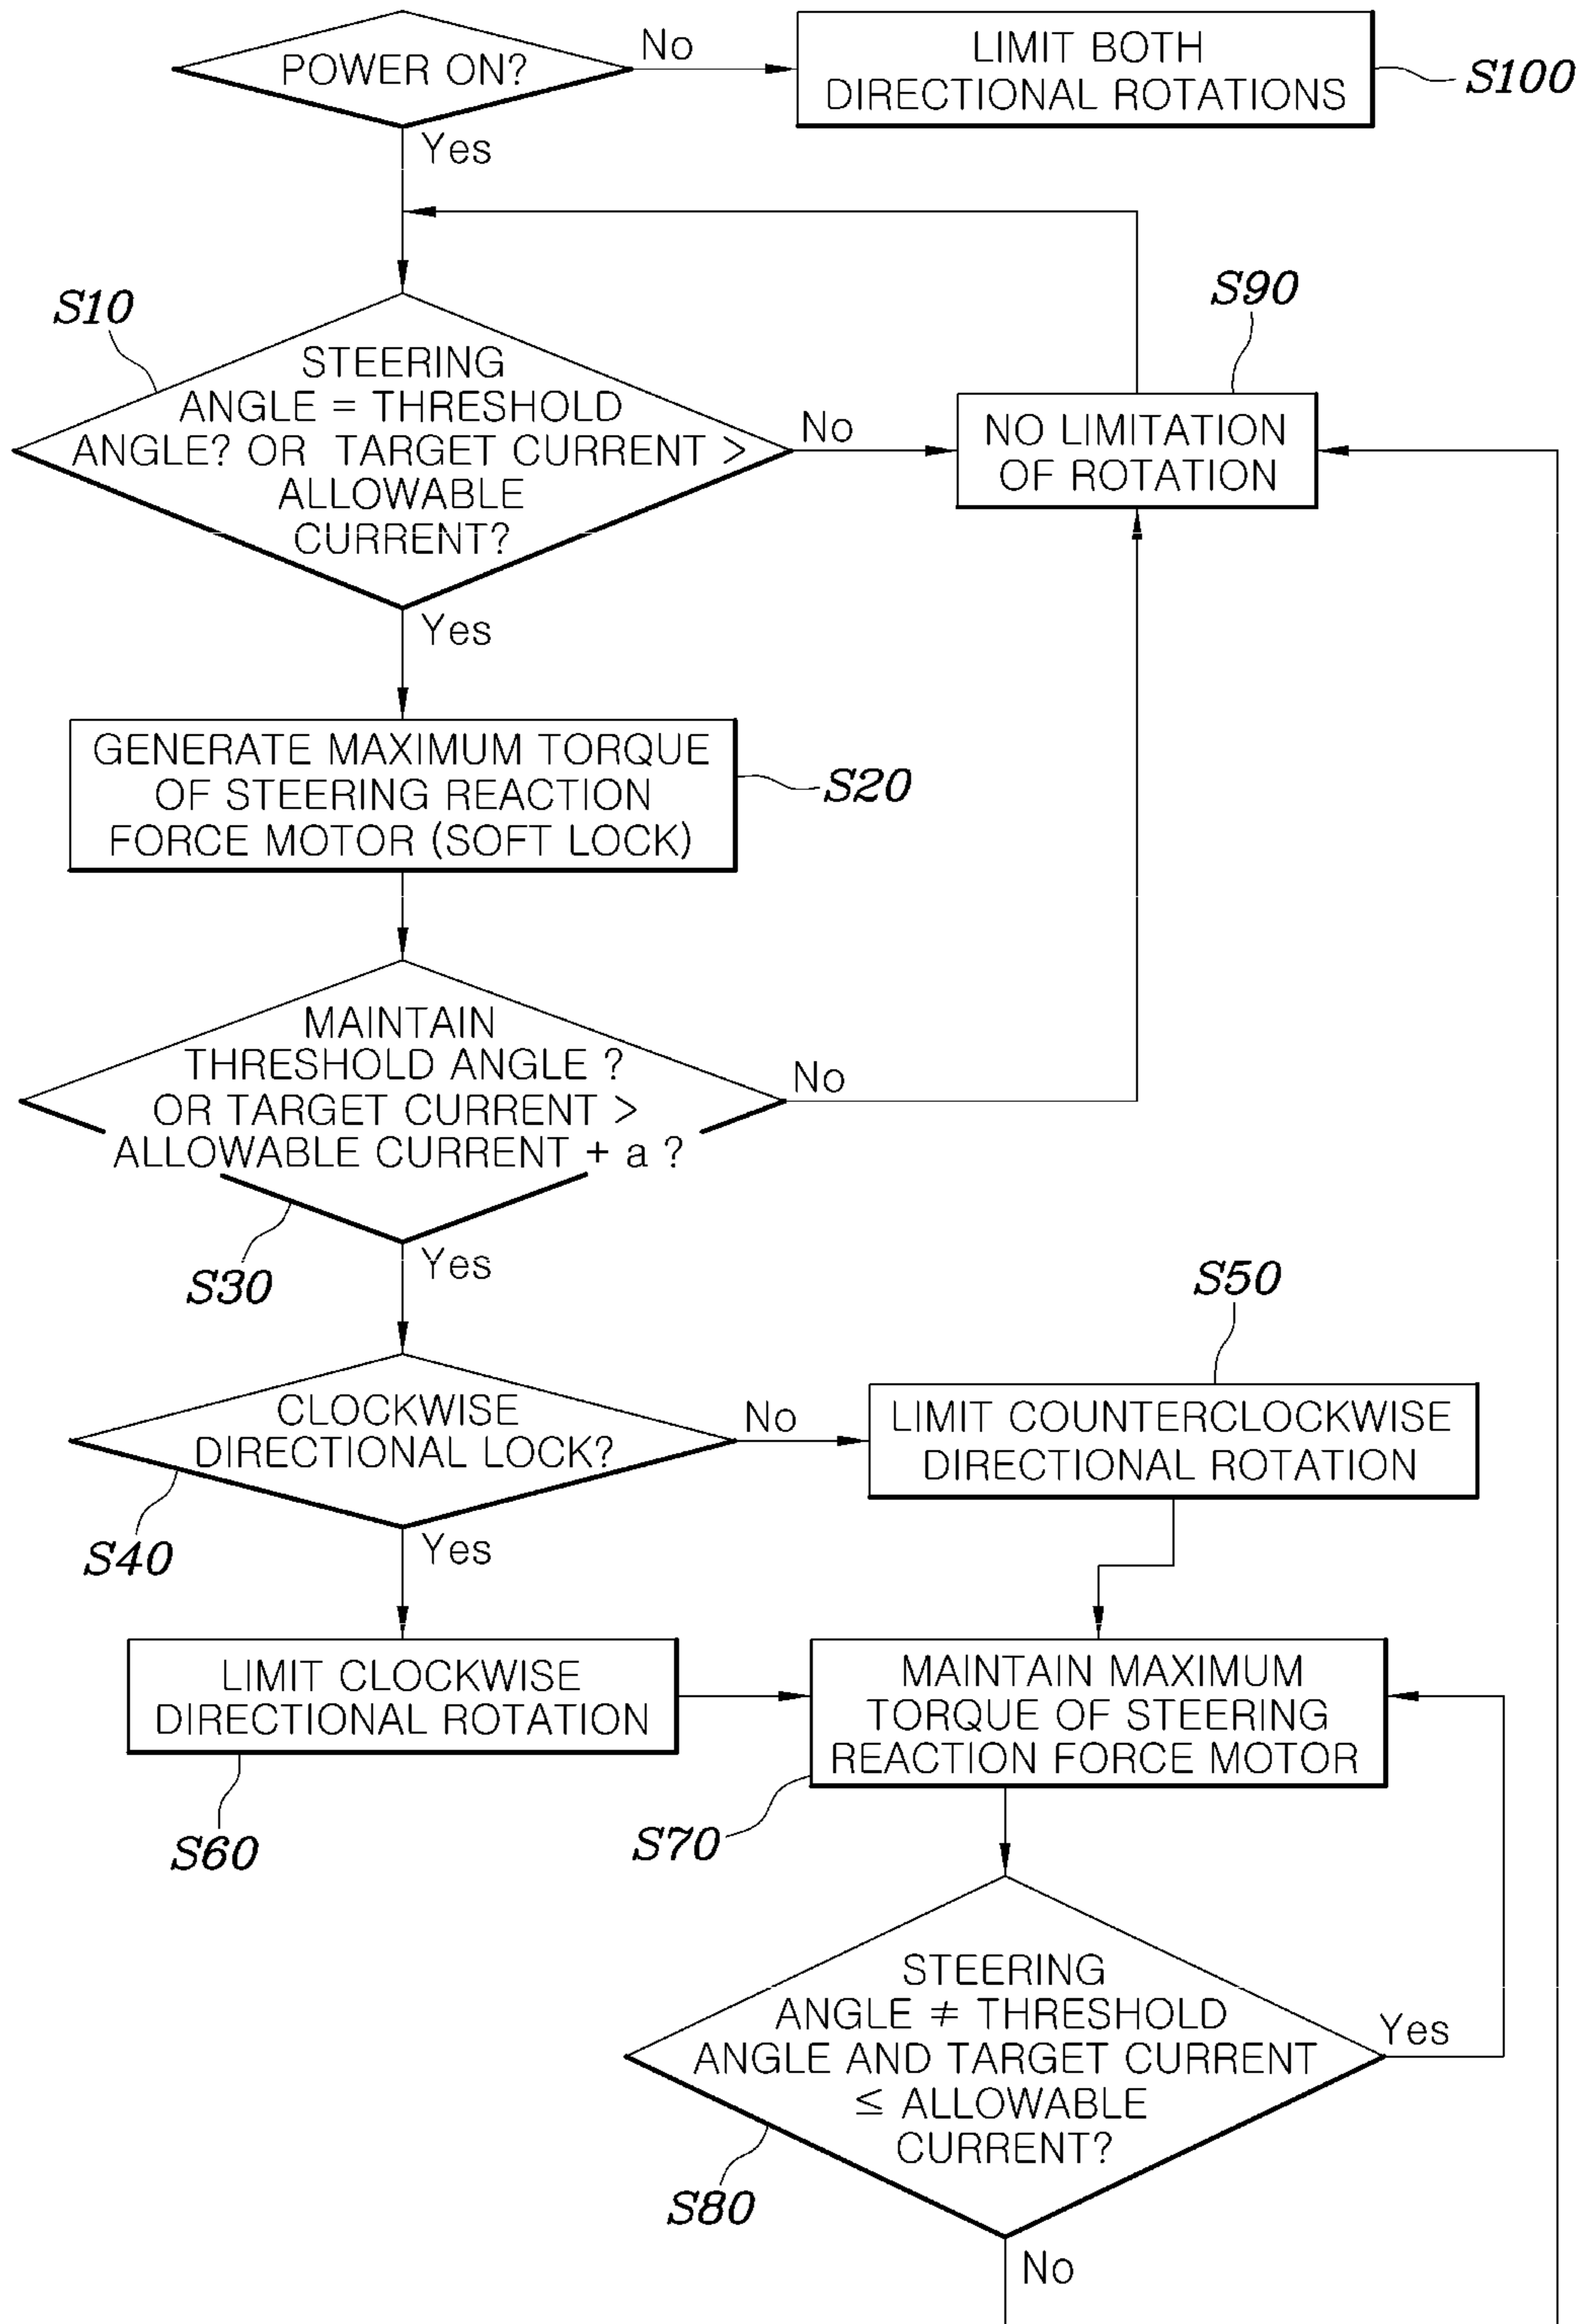 POWER ON?
No
LIMIT BOTH
DIRECTIONAL ROTATIONS
S100
Yes
S10
STEERING
ANGLE = THRESHOLD
ANGLE? OR TARGET CURRENT >
ALLOWABLE
CURRENT?
No
S90
NO LIMITATION
OF ROTATION
Yes
GENERATE MAXIMUM TORQUE
OF STEERING REACTION
FORCE MOTOR (SOFT LOCK)
S20
MAINTAIN
THRESHOLD ANGLE ?
OR TARGET CURRENT >
ALLOWABLE CURRENT + a ?
No
S30
Yes
CLOCKWISE
DIRECTIONAL LOCK?
No
S50
LIMIT COUNTERCLOCKWISE
DIRECTIONAL ROTATION
S40
Yes
LIMIT CLOCKWISE
DIRECTIONAL ROTATION
S60
MAINTAIN MAXIMUM
TORQUE OF STEERING
REACTION FORCE MOTOR
S70
STEERING
ANGLE ≠ THRESHOLD
ANGLE AND TARGET CURRENT
≤ ALLOWABLE
CURRENT?
Yes
S80
No